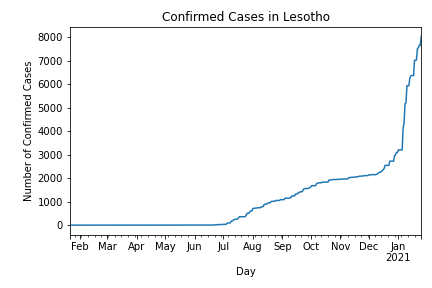 Confirmed Cases in Lesotho
8000
7000
6000
5000
4000
3000
2000
1000
0
Number of Confirmed Cases
Feb Mar Apr May Jun Jul Aug Sep Oct Nov Dec Jan
2021
Day